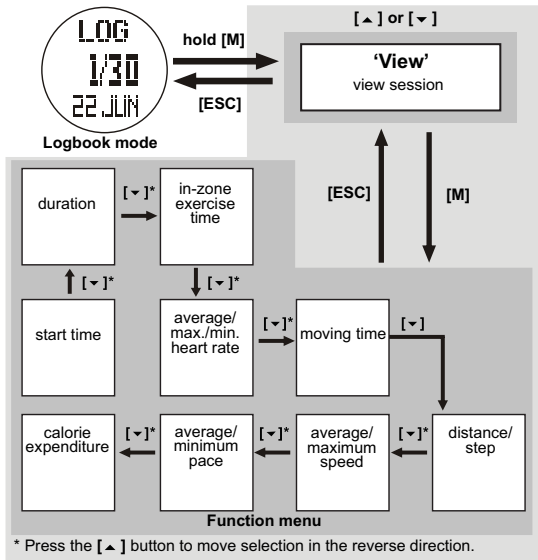 [▲] or [▼]
LOG
1/30
22 JUN
hold [M]
[ESC]
'View'
view session
Logbook mode
[ESC]
[M]
duration
[▼]*
in-zone
exercise
time
[▼]*
[▼]*
start time
average/
max./min.
heart rate
[▼]*
moving time
[▼]
calorie
expenditure
[▼]*
average/
minimum
pace
[▼]*
average/
maximum
speed
[▼]*
distance/
step
Function menu
* Press the [▲] button to move selection in the reverse direction.